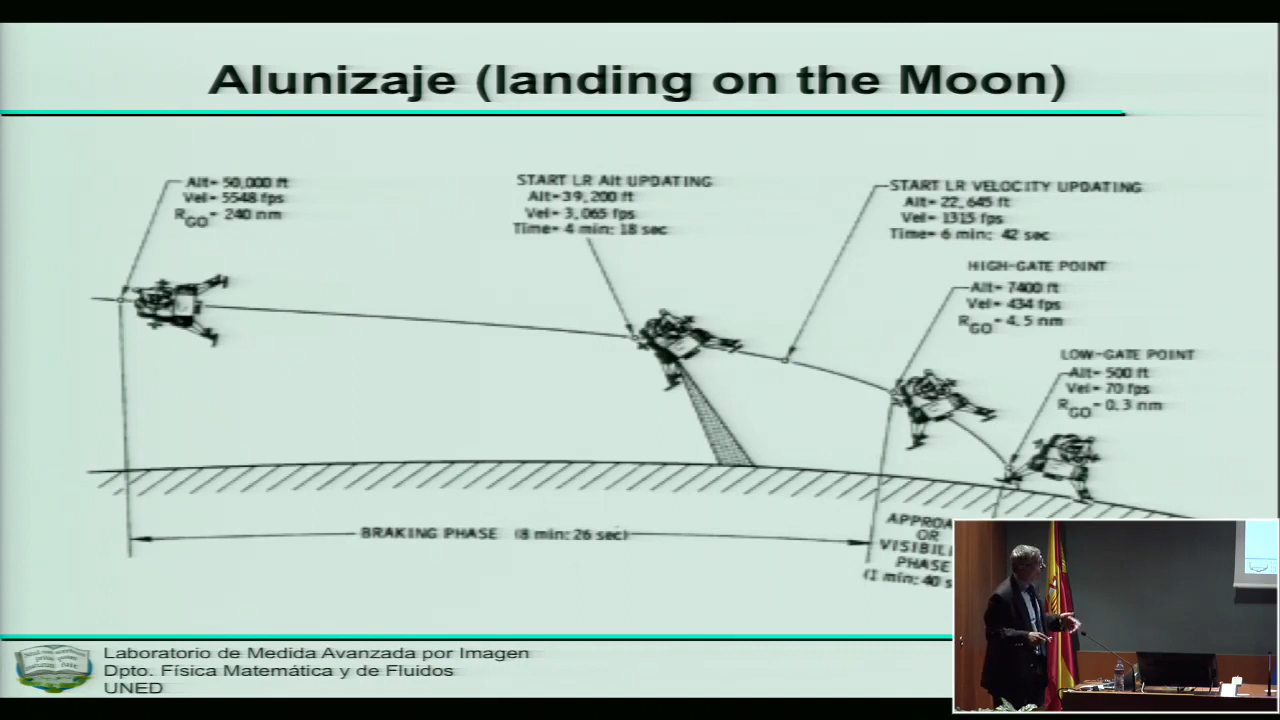 Alunizaje (landing on the Moon)
Alt= 50,000 ft
Vel= 5548 fps
RGO= 240 nm
START LR Alt UPDATING
Alt= 39,200 ft
Vel= 3,065 fps
Time= 4 min: 18 sec
START LR VELOCITY UPDATING
Alt= 22,645 ft
Vel= 1315 fps
Time= 6 min: 42 sec
HIGH-GATE POINT
Alt= 7400 ft
Vel= 434 fps
RGO= 4.5 nm
LOW-GATE POINT
Alt= 500 ft
Vel= 70 fps
RGO= 0.3 nm
BRAKING PHASE (8 min: 26 sec)
APPROA
OR
VISIBIL
PHASE
(1 min: 40 s
Laboratorio de Medida Avanzada por Imagen
Dpto. Física Matemática y de Fluidos
UNED